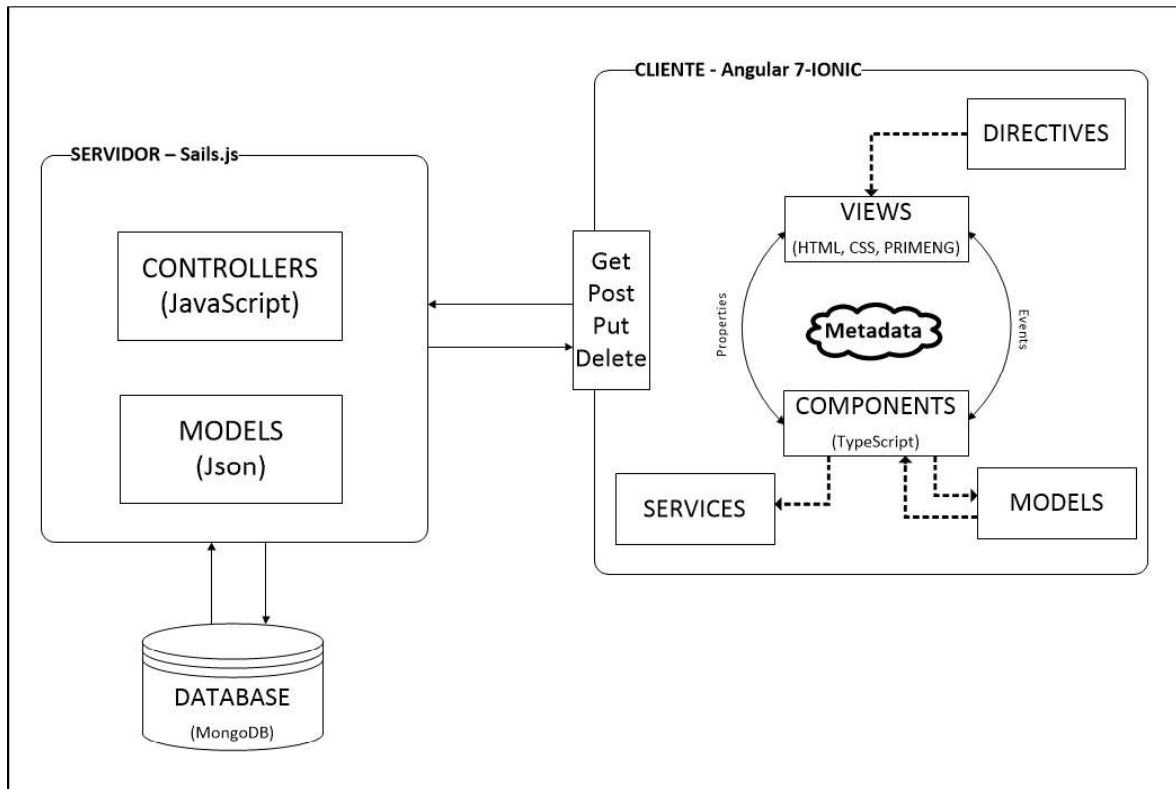 SERVIDOR – Sails.js
CONTROLLERS
(JavaScript)
MODELS
(Json)
DATABASE
(MongoDB)
Get
Post
Put
Delete
CLIENTE - Angular 7-IONIC
DIRECTIVES
VIEWS
(HTML, CSS, PRIMENG)
Properties
Metadata
Events
COMPONENTS
(TypeScript)
SERVICES
MODELS